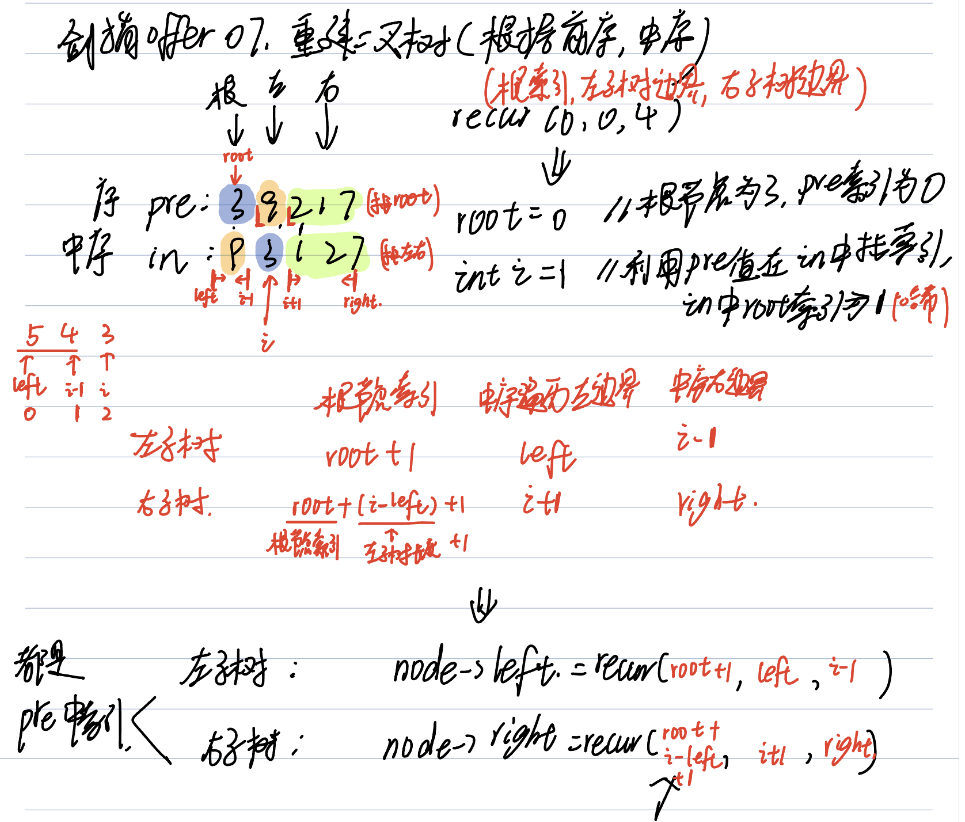 剑指offer 07. 重建二叉树(根据前序,中序)
根 左 右
(根索引,左子树边界,右子树边界)
recur(0,0,4)
root
序 pre: 3 9 2 1 7 (找root)
root=0 //根节点为3,pre索引为0
中序 in: 9 3 1 2 7 (找左右)
int i=1 //利用pre值在in中找索引,
left i-1 i+1 right.
in中root索引为1(哈希)
i
5 4 3
left i-1 i
0 1 2
根节点索引 中序遍历左边界 中序右边界
左子树 root+1 left i-1
右子树. root+(i-left)+1 i+1 right.
根节点索引 左子树长度 +1
都是
pre中索引.
左子树: node->left.=recur(root+1, left, i-1)
右子树: node->right=recur(root+
i-left
+1, i+1, right)